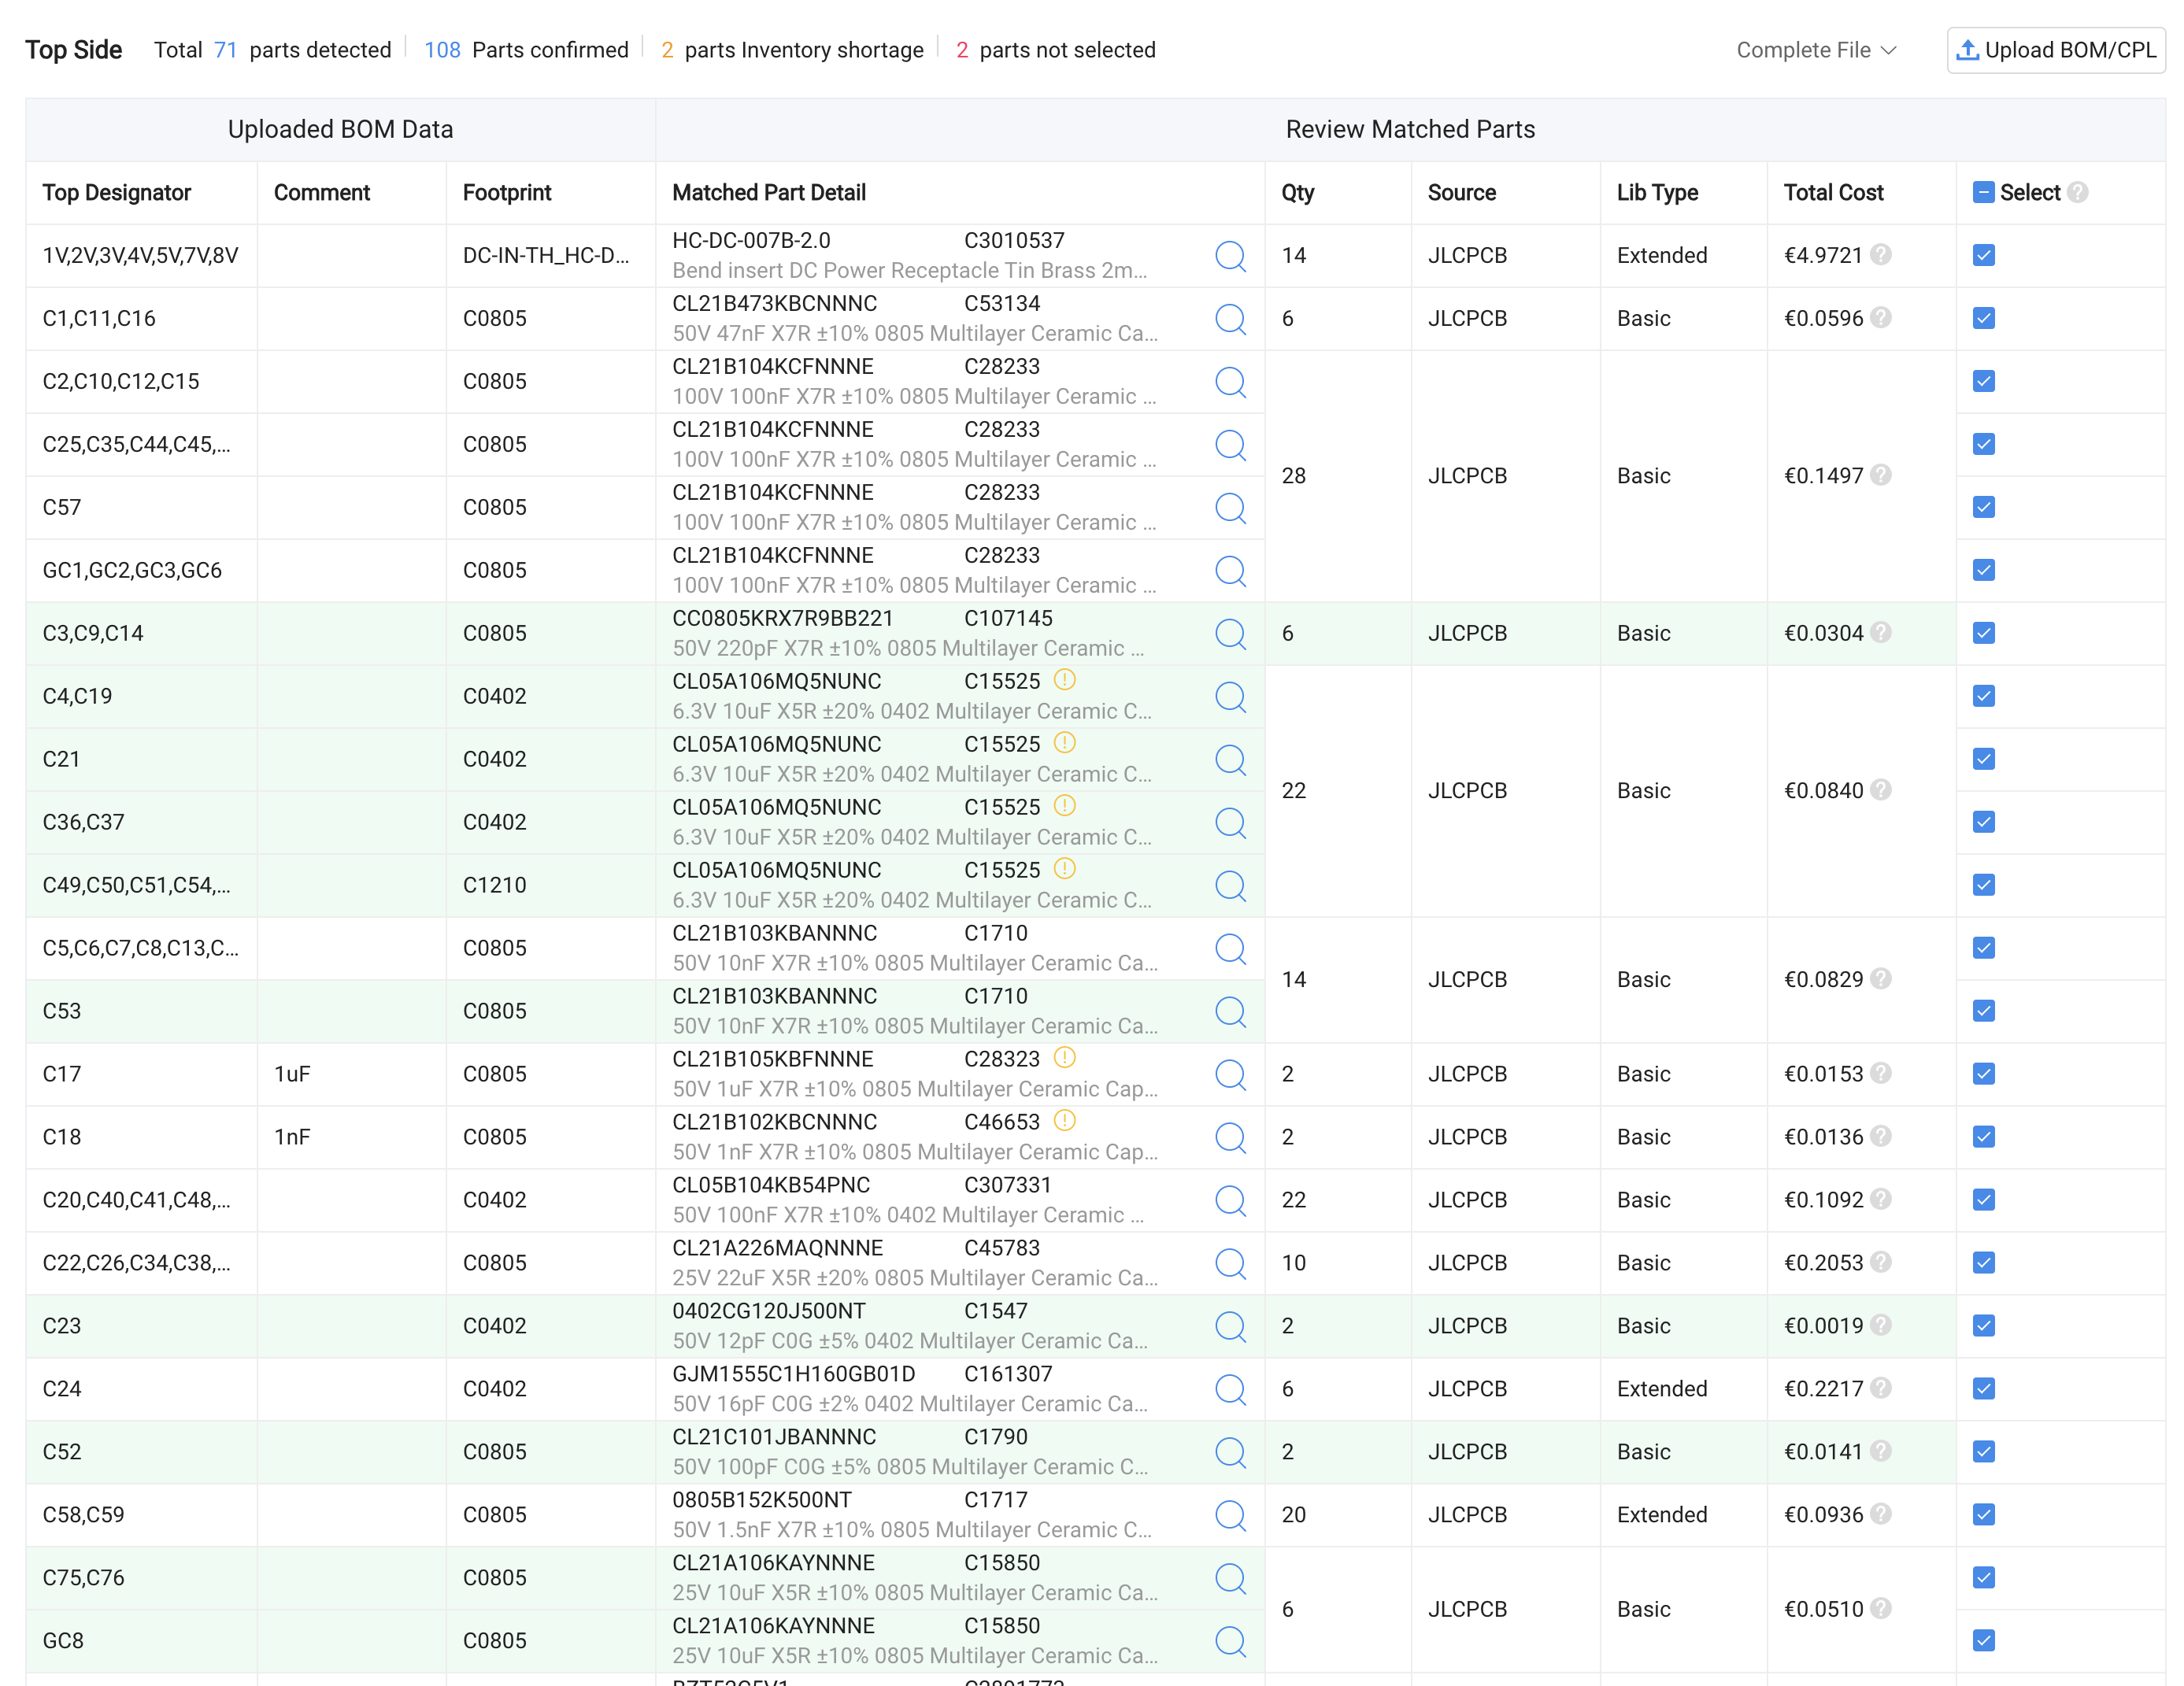 Top Side Total 71 parts detected 108 Parts confirmed 2 parts Inventory shortage 2 parts not selected Complete File Upload BOM/CPL
Uploaded BOM Data Review Matched Parts
Top Designator Comment Footprint Matched Part Detail Qty Source Lib Type Total Cost Select
1V,2V,3V,4V,5V,7V,8V DC-IN-TH_HC-D... HC-DC-007B-2.0 C3010537 14 JLCPCB Extended €4.9721
Bend insert DC Power Receptacle Tin Brass 2m...
C1,C11,C16 C0805 CL21B473KBCNNNC C53134 6 JLCPCB Basic €0.0596
50V 47nF X7R ±10% 0805 Multilayer Ceramic Ca...
C2,C10,C12,C15 C0805 CL21B104KCFNNNE C28233
100V 100nF X7R ±10% 0805 Multilayer Ceramic ...
C25,C35,C44,C45,... C0805 CL21B104KCFNNNE C28233
100V 100nF X7R ±10% 0805 Multilayer Ceramic ...
28 JLCPCB Basic €0.1497
C57 C0805 CL21B104KCFNNNE C28233
100V 100nF X7R ±10% 0805 Multilayer Ceramic ...
GC1,GC2,GC3,GC6 C0805 CL21B104KCFNNNE C28233
100V 100nF X7R ±10% 0805 Multilayer Ceramic ...
C3,C9,C14 C0805 CC0805KRX7R9BB221 C107145 6 JLCPCB Basic €0.0304
50V 220pF X7R ±10% 0805 Multilayer Ceramic ...
C4,C19 C0402 CL05A106MQ5NUNC C15525
6.3V 10uF X5R ±20% 0402 Multilayer Ceramic C...
C21 C0402 CL05A106MQ5NUNC C15525
6.3V 10uF X5R ±20% 0402 Multilayer Ceramic C...
22 JLCPCB Basic €0.0840
C36,C37 C0402 CL05A106MQ5NUNC C15525
6.3V 10uF X5R ±20% 0402 Multilayer Ceramic C...
C49,C50,C51,C54,... C1210 CL05A106MQ5NUNC C15525
6.3V 10uF X5R ±20% 0402 Multilayer Ceramic C...
C5,C6,C7,C8,C13,C... C0805 CL21B103KBANNNC C1710
50V 10nF X7R ±10% 0805 Multilayer Ceramic Ca...
14 JLCPCB Basic €0.0829
C53 C0805 CL21B103KBANNNC C1710
50V 10nF X7R ±10% 0805 Multilayer Ceramic Ca...
C17 1uF C0805 CL21B105KBFNNNE C28323 2 JLCPCB Basic €0.0153
50V 1uF X7R ±10% 0805 Multilayer Ceramic Cap...
C18 1nF C0805 CL21B102KBCNNNC C46653 2 JLCPCB Basic €0.0136
50V 1nF X7R ±10% 0805 Multilayer Ceramic Cap...
C20,C40,C41,C48,... C0402 CL05B104KB54PNC C307331 22 JLCPCB Basic €0.1092
50V 100nF X7R ±10% 0402 Multilayer Ceramic ...
C22,C26,C34,C38,... C0805 CL21A226MAQNNNE C45783 10 JLCPCB Basic €0.2053
25V 22uF X5R ±20% 0805 Multilayer Ceramic Ca...
C23 C0402 0402CG120J500NT C1547 2 JLCPCB Basic €0.0019
50V 12pF C0G ±5% 0402 Multilayer Ceramic Ca...
C24 C0402 GJM1555C1H160GB01D C161307 6 JLCPCB Extended €0.2217
50V 16pF C0G ±2% 0402 Multilayer Ceramic Ca...
C52 C0805 CL21C101JBANNNC C1790 2 JLCPCB Basic €0.0141
50V 100pF C0G ±5% 0805 Multilayer Ceramic C...
C58,C59 C0805 0805B152K500NT C1717 20 JLCPCB Extended €0.0936
50V 1.5nF X7R ±10% 0805 Multilayer Ceramic C...
C75,C76 C0805 CL21A106KAYNNNE C15850
25V 10uF X5R ±10% 0805 Multilayer Ceramic Ca...
6 JLCPCB Basic €0.0510
GC8 C0805 CL21A106KAYNNNE C15850
25V 10uF X5R ±10% 0805 Multilayer Ceramic Ca...